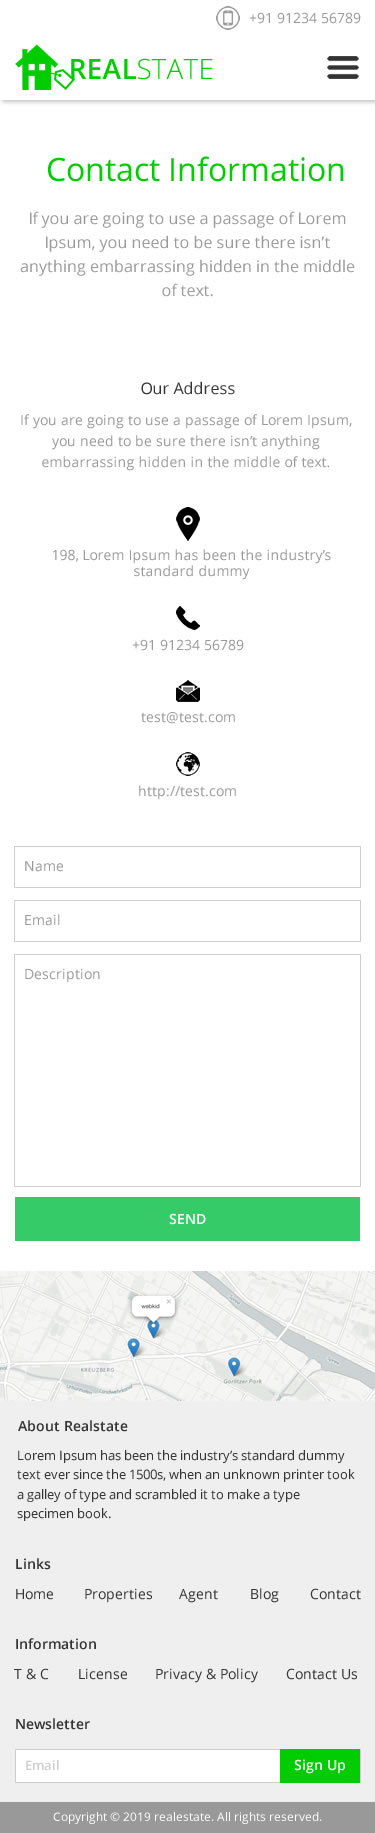 +91 91234 56789
REALSTATE
Contact Information
If you are going to use a passage of Lorem
Ipsum, you need to be sure there isn’t
anything embarrassing hidden in the middle
of text.
Our Address
If you are going to use a passage of Lorem Ipsum,
you need to be sure there isn’t anything
embarrassing hidden in the middle of text.
198, Lorem Ipsum has been the industry’s
standard dummy
+91 91234 56789
test@test.com
http://test.com
Name
Email
Description
SEND
webkid
KREUZBERG
Görlitzer Park
About Realstate
Lorem Ipsum has been the industry’s standard dummy
text ever since the 1500s, when an unknown printer took
a galley of type and scrambled it to make a type
specimen book.
Links
Home Properties Agent Blog Contact
Information
T & C License Privacy & Policy Contact Us
Newsletter
Email Sign Up
Copyright © 2019 realestate. All rights reserved.